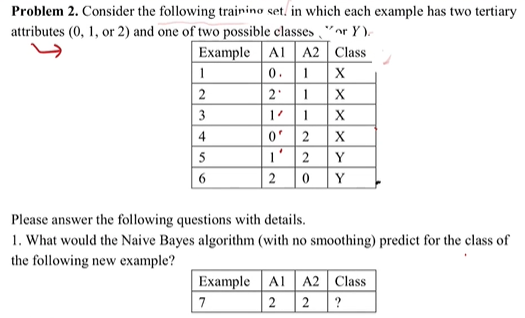 Problem 2. Consider the following training set, in which each example has two tertiary
attributes (0, 1, or 2) and one of two possible classes or Y).
Example A1 A2 Class
1 0 1 X
2 2 1 X
3 1 1 X
4 0 2 X
5 1 2 Y
6 2 0 Y
Please answer the following questions with details.
1. What would the Naive Bayes algorithm (with no smoothing) predict for the class of
the following new example?
Example A1 A2 Class
7 2 2 ?